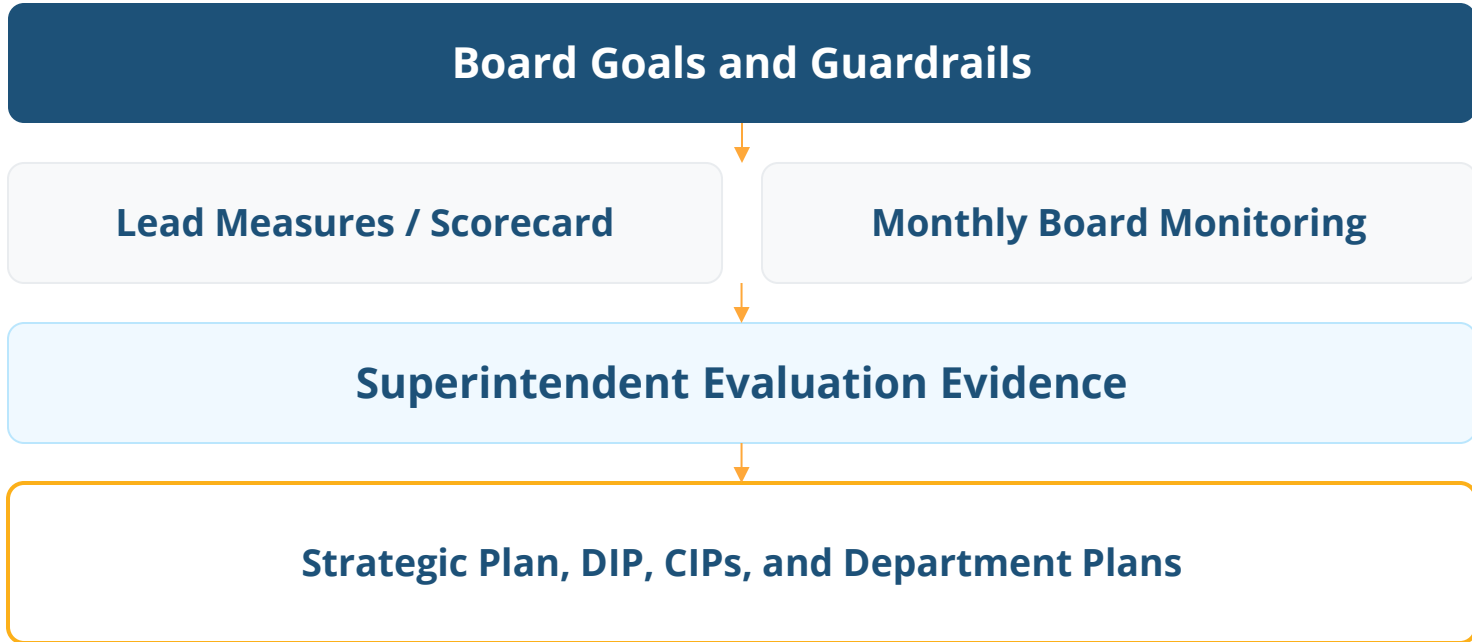 Board Goals and Guardrails
Lead Measures / Scorecard
Monthly Board Monitoring
Superintendent Evaluation Evidence
Strategic Plan, DIP, CIPs, and Department Plans